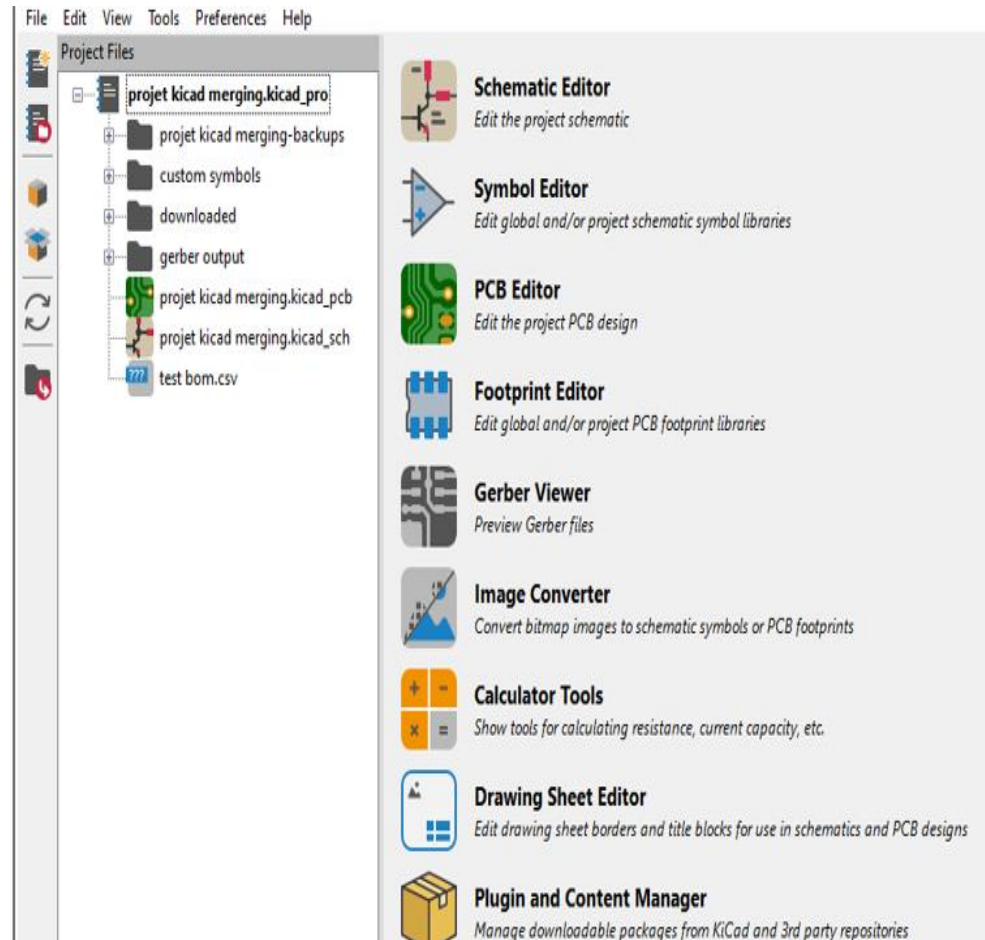 File Edit View Tools Preferences Help
Project Files
projet kicad merging.kicad_pro
projet kicad merging-backups
custom symbols
downloaded
gerber output
projet kicad merging.kicad_pcb
projet kicad merging.kicad_sch
??? test bom.csv
Schematic Editor
Edit the project schematic
Symbol Editor
Edit global and/or project schematic symbol libraries
PCB Editor
Edit the project PCB design
Footprint Editor
Edit global and/or project PCB footprint libraries
Gerber Viewer
Preview Gerber files
Image Converter
Convert bitmap images to schematic symbols or PCB footprints
Calculator Tools
Show tools for calculating resistance, current capacity, etc.
Drawing Sheet Editor
Edit drawing sheet borders and title blocks for use in schematics and PCB designs
Plugin and Content Manager
Manage downloadable packages from KiCad and 3rd party repositories